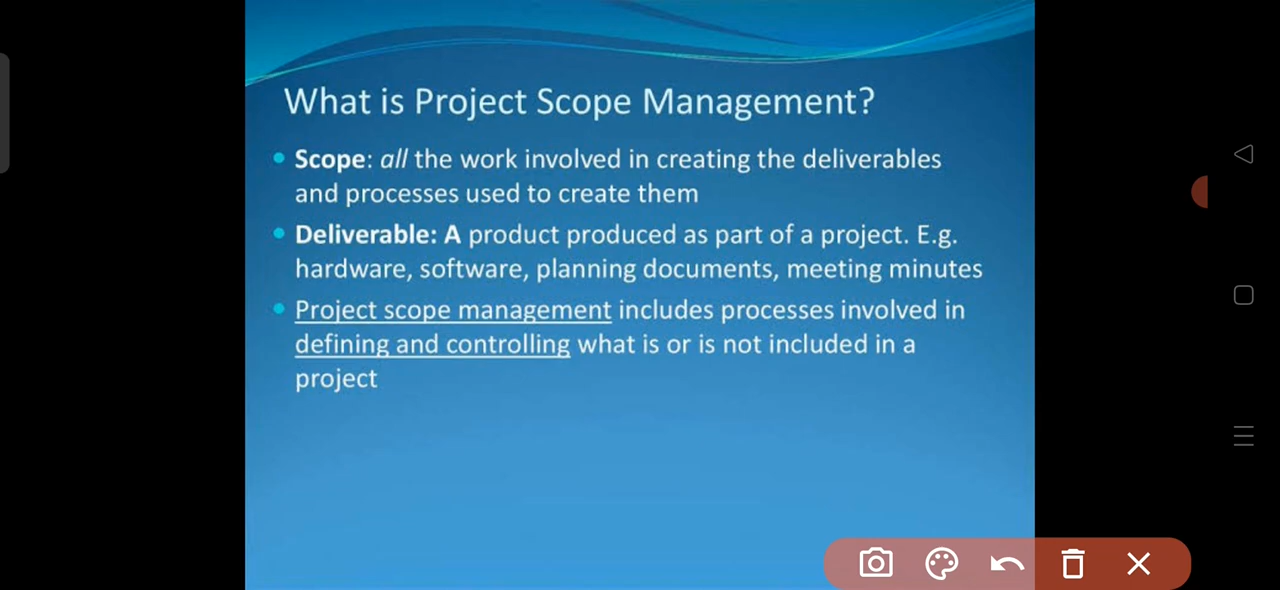 What is Project Scope Management?
• Scope: all the work involved in creating the deliverables
and processes used to create them
• Deliverable: A product produced as part of a project. E.g.
hardware, software, planning documents, meeting minutes
• Project scope management includes processes involved in
defining and controlling what is or is not included in a
project